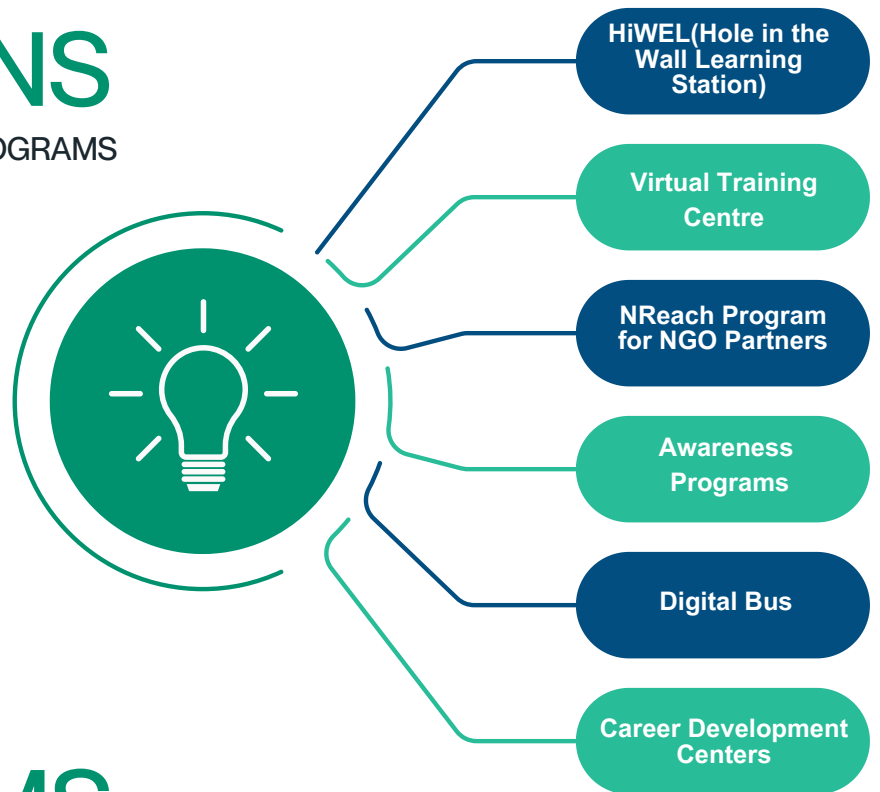 NS
OGRAMS
HiWEL(Hole in the
Wall Learning
Station)
Virtual Training
Centre
NReach Program
for NGO Partners
Awareness
Programs
Digital Bus
Career Development
Centers
MS